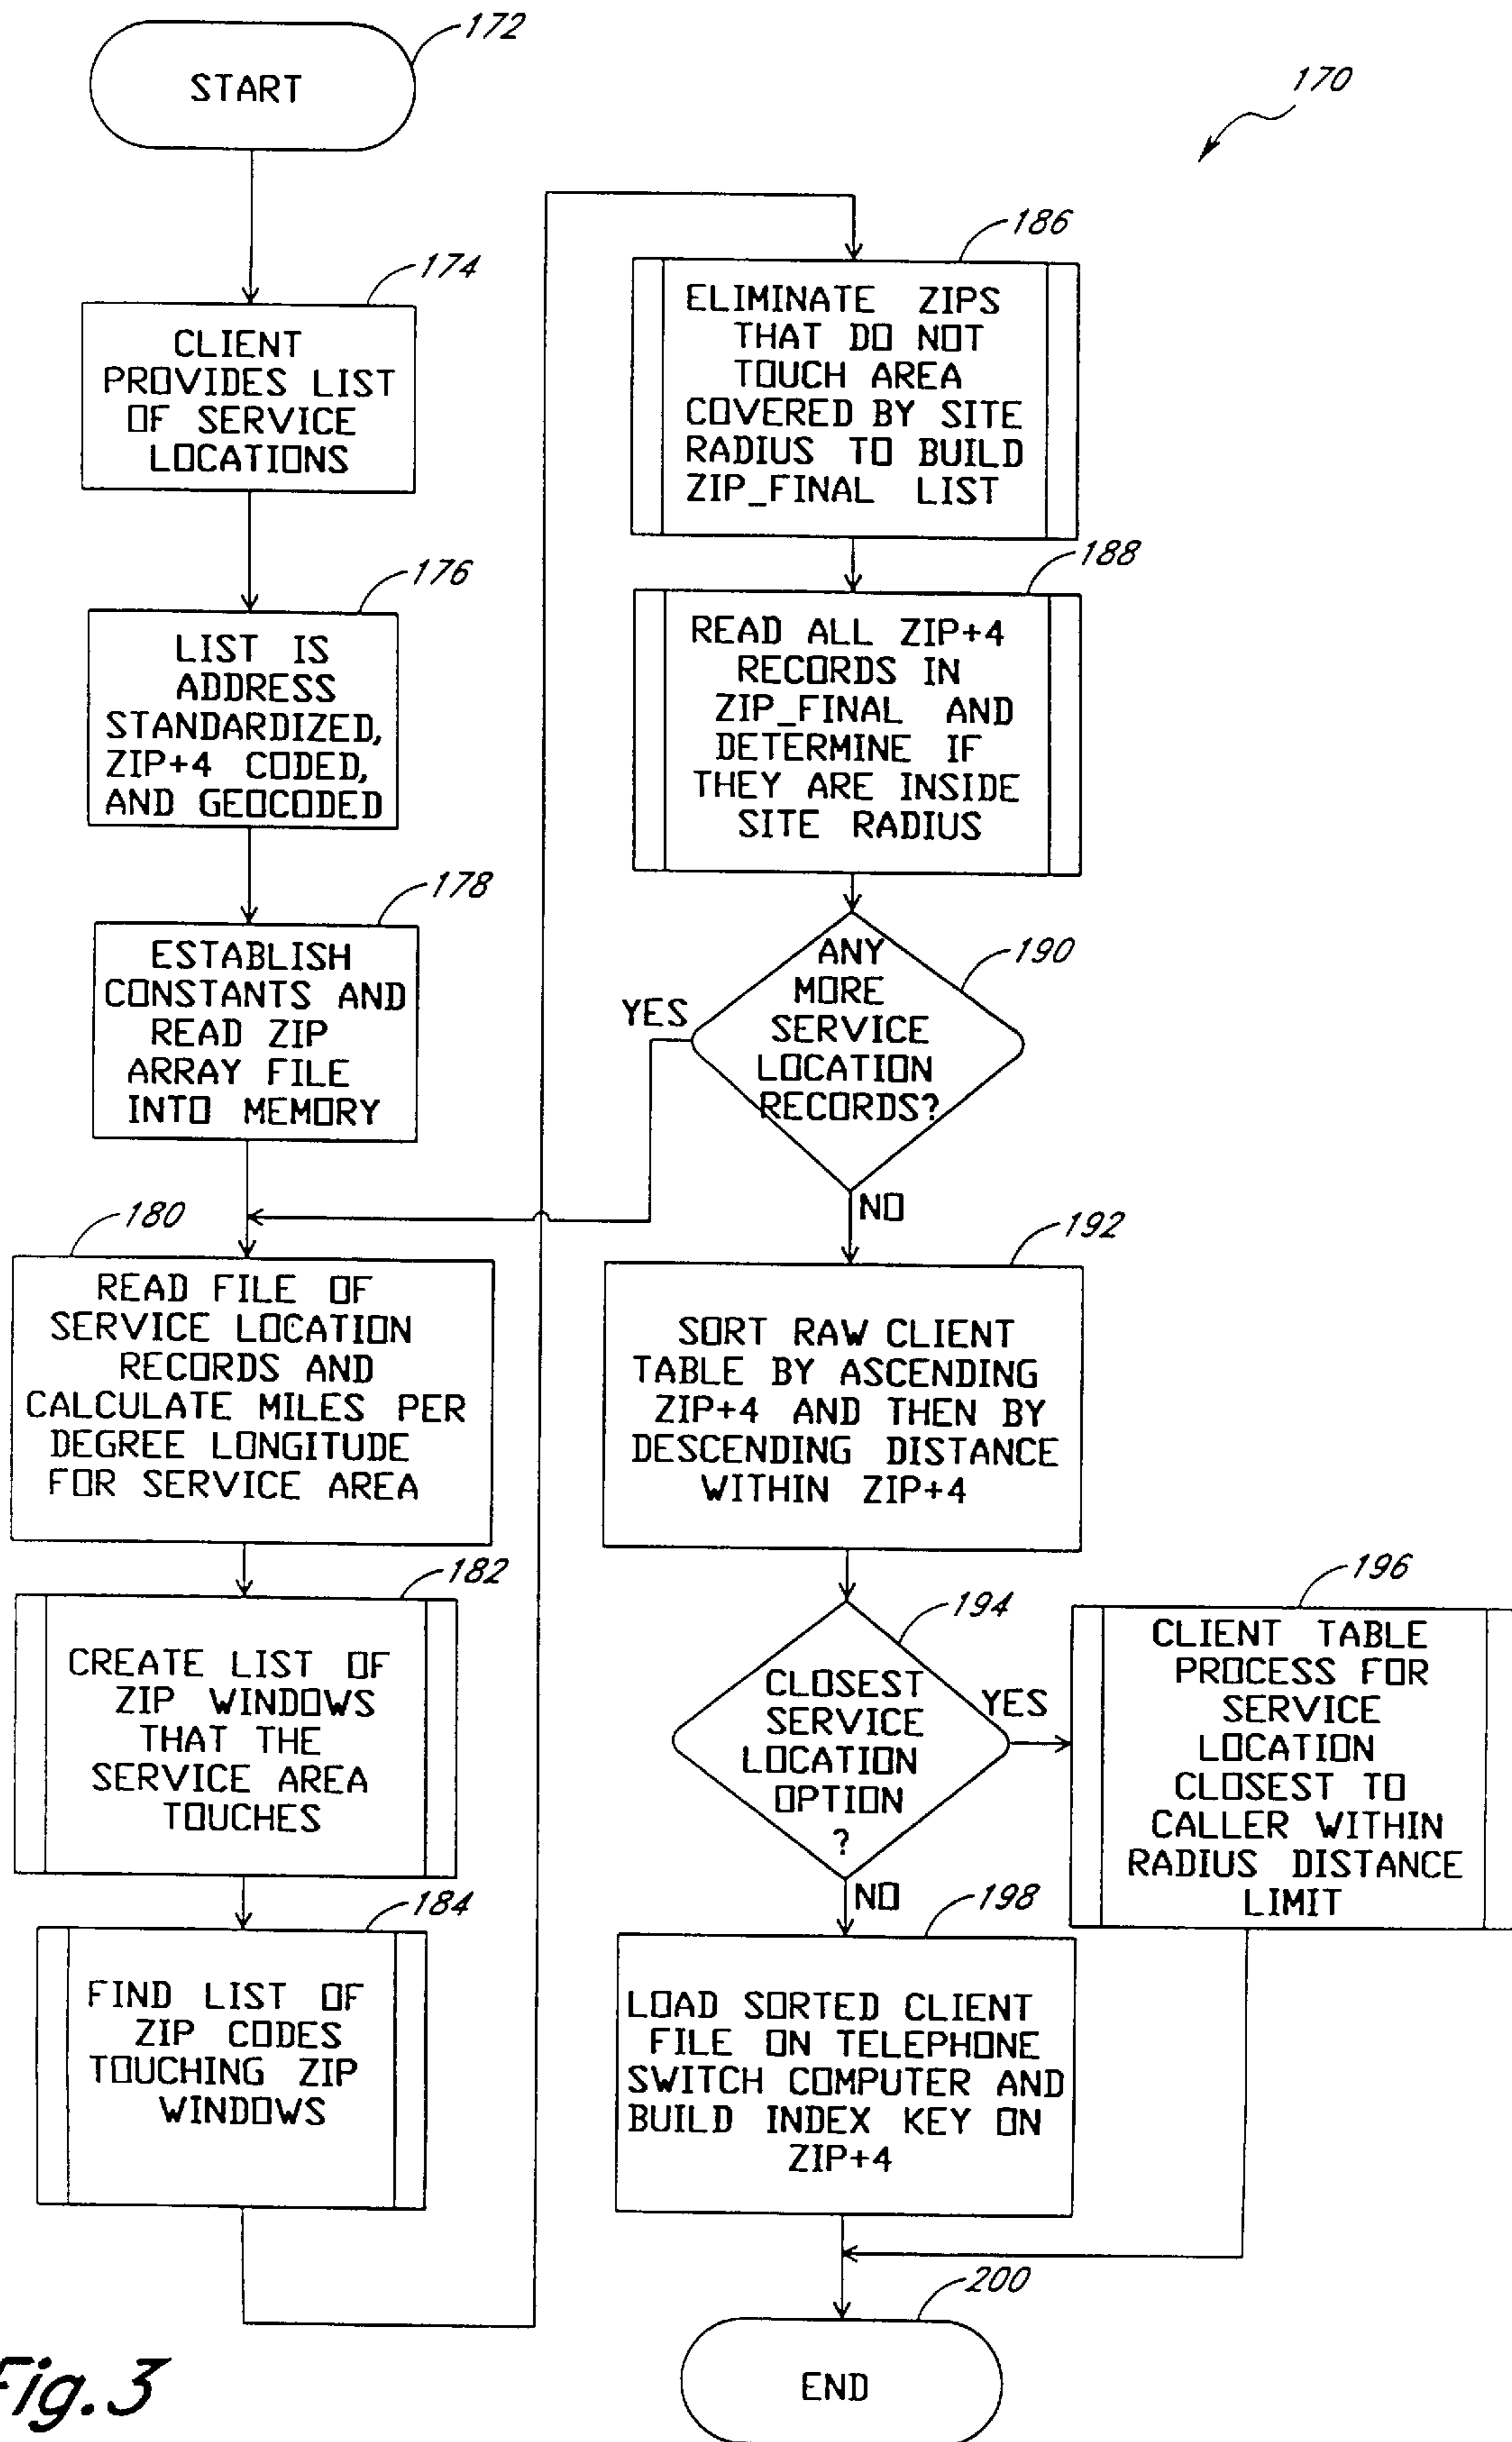 172
START
170
174
CLIENT
PROVIDES LIST
OF SERVICE
LOCATIONS
176
LIST IS
ADDRESS
STANDARDIZED,
ZIP+4 CODED,
AND GEOCODED
178
ESTABLISH
CONSTANTS AND
READ ZIP
ARRAY FILE
INTO MEMORY
180
READ FILE OF
SERVICE LOCATION
RECORDS AND
CALCULATE MILES PER
DEGREE LONGITUDE
FOR SERVICE AREA
182
CREATE LIST OF
ZIP WINDOWS
THAT THE
SERVICE AREA
TOUCHES
184
FIND LIST OF
ZIP CODES
TOUCHING ZIP
WINDOWS
186
ELIMINATE ZIPS
THAT DO NOT
TOUCH AREA
COVERED BY SITE
RADIUS TO BUILD
ZIP_FINAL LIST
188
READ ALL ZIP+4
RECORDS IN
ZIP_FINAL AND
DETERMINE IF
THEY ARE INSIDE
SITE RADIUS
190
ANY
MORE
SERVICE
LOCATION
RECORDS?
YES
NO
192
SORT RAW CLIENT
TABLE BY ASCENDING
ZIP+4 AND THEN BY
DESCENDING DISTANCE
WITHIN ZIP+4
194
CLOSEST
SERVICE
LOCATION
OPTION
?
YES
NO
196
CLIENT TABLE
PROCESS FOR
SERVICE
LOCATION
CLOSEST TO
CALLER WITHIN
RADIUS DISTANCE
LIMIT
198
LOAD SORTED CLIENT
FILE ON TELEPHONE
SWITCH COMPUTER AND
BUILD INDEX KEY ON
ZIP+4
200
END
Fig.3